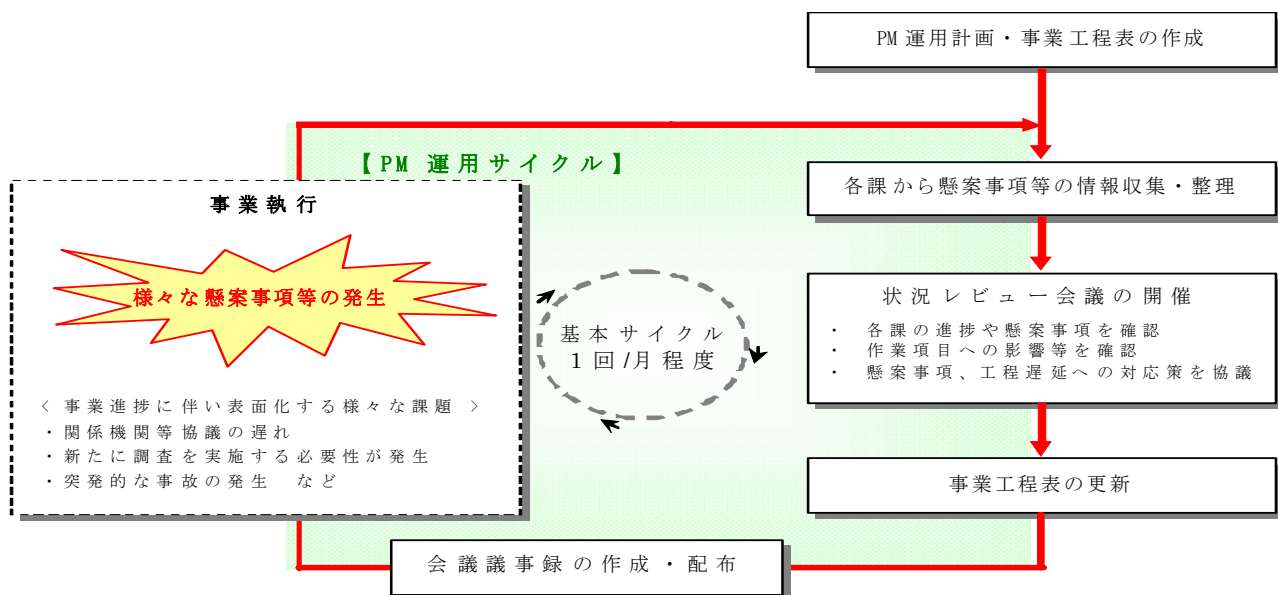 PM運用計画・事業工程表の作成
【PM 運用サイクル】
各課から懸案事項等の情報収集・整理
事業執行
様々な懸案事項等の発生
状況レビュー会議の開催
・ 各課の進捗や懸案事項を確認
・ 作業項目への影響等を確認
・ 懸案事項、工程遅延への対応策を協議
基本サイクル
1回/月程度
< 事業進捗に伴い表面化する様々な課題 >
・関係機関等協議の遅れ
・新たに調査を実施する必要性が発生
・突発的な事故の発生 など
事業工程表の更新
会議議事録の作成・配布